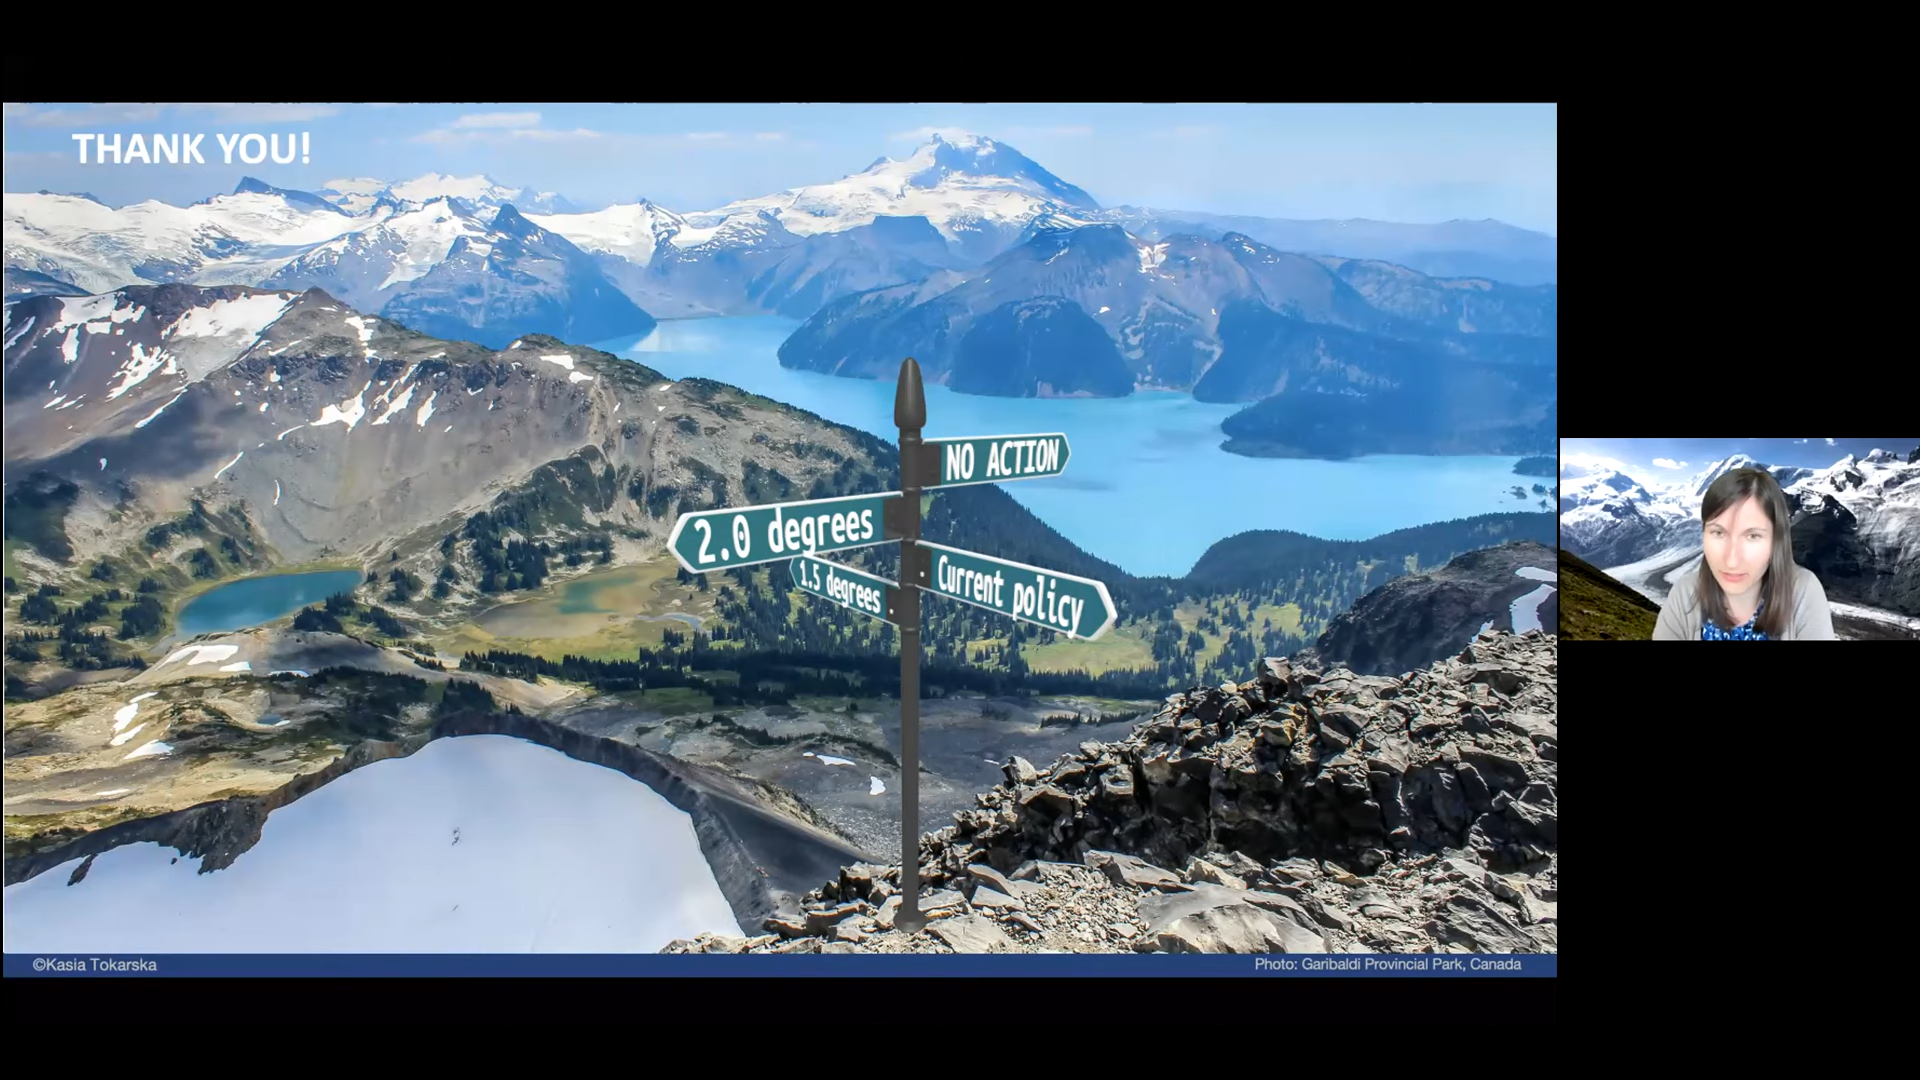 THANK YOU!
NO ACTION
2.0 degrees
1.5 degrees
Current policy
©Kasia Tokarska
Photo: Garibaldi Provincial Park, Canada